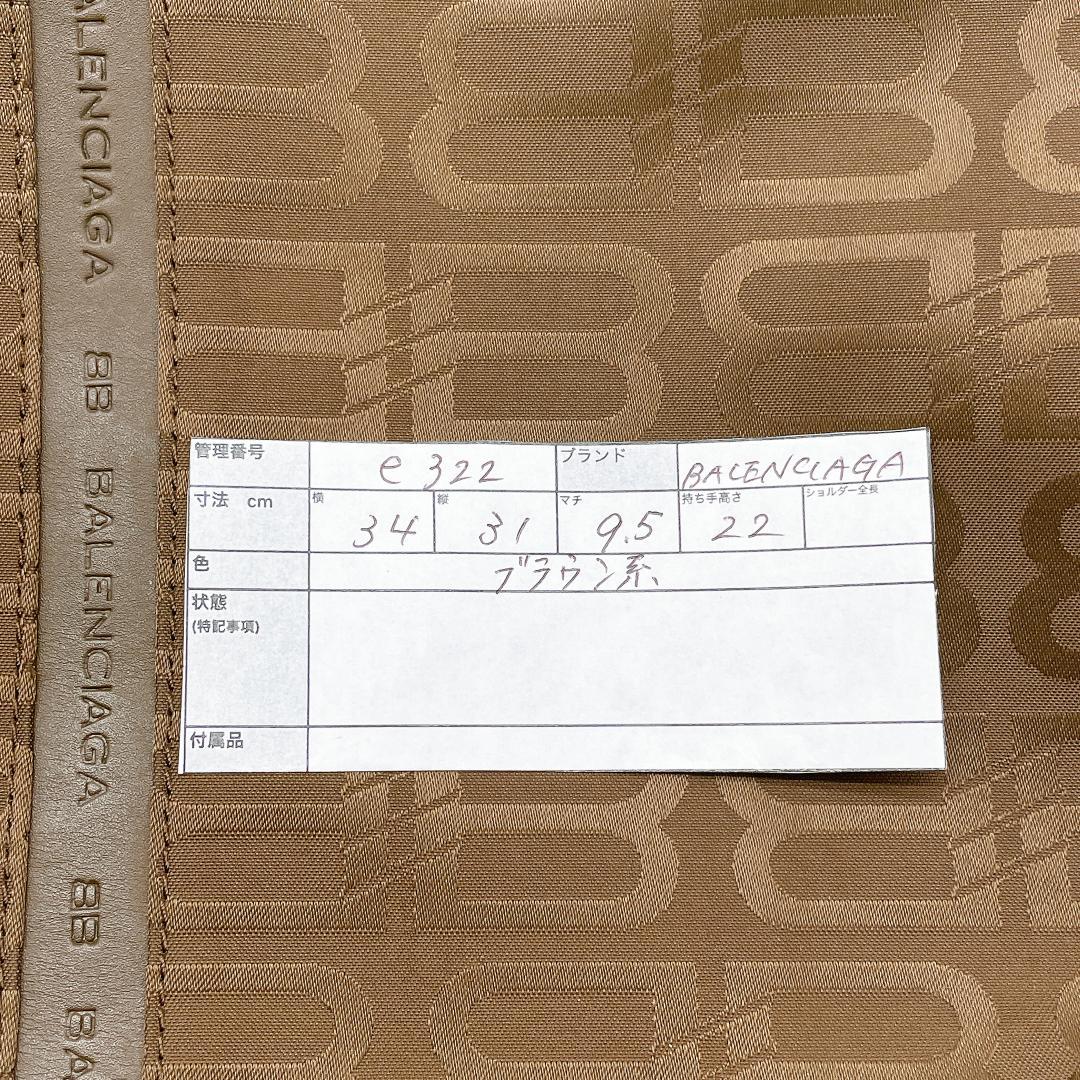 BALENCIAGA BB BALENCIAGA BB BA
管理番号 e322 ブランド BALENCIAGA
寸法 cm 横 34 縦 31 マチ 9.5 持ち手高さ 22 ショルダー全長
色 ブラウン系
状態
(特記事項)
付属品